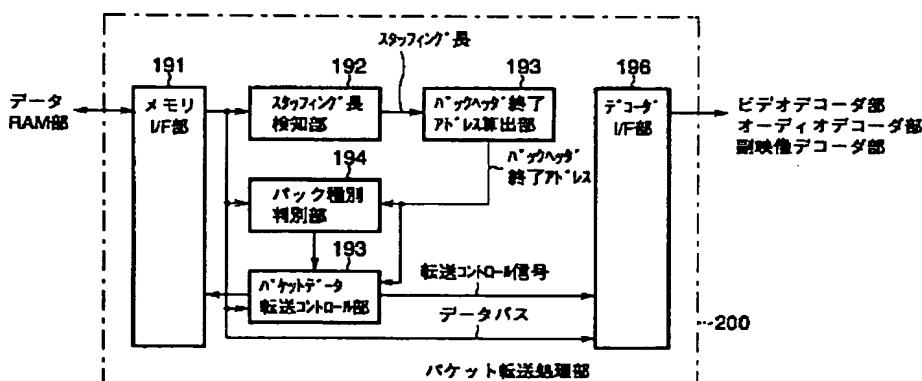 スタッフィング長
191
192
193
196
データ
RAM部
メモリ
I/F部
スタッフィング長
検知部
パックヘッダ終了
アドレス算出部
デコーダ
I/F部
ビデオデコーダ部
オーディオデコーダ部
副映像デコーダ部
パックヘッダ
終了アドレス
194
パック種別
判別部
193
パケットデータ
転送コントロール部
転送コントロール信号
データバス
200
パケット転送処理部